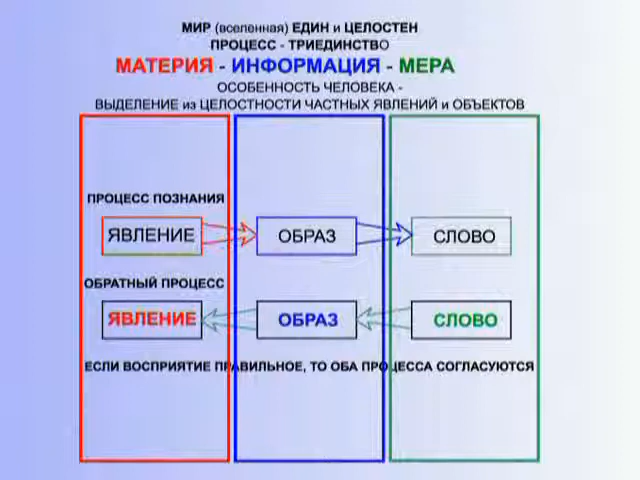 МИР (вселенная) ЕДИН и ЦЕЛОСТЕН
ПРОЦЕСС - ТРИЕДИНСТВО
МАТЕРИЯ - ИНФОРМАЦИЯ - МЕРА
ОСОБЕННОСТЬ ЧЕЛОВЕКА -
ВЫДЕЛЕНИЕ из ЦЕЛОСТНОСТИ ЧАСТНЫХ ЯВЛЕНИЙ и ОБЪЕКТОВ
ПРОЦЕСС ПОЗНАНИЯ
ЯВЛЕНИЕ ОБРАЗ СЛОВО
ОБРАТНЫЙ ПРОЦЕСС
ЯВЛЕНИЕ ОБРАЗ СЛОВО
ЕСЛИ ВОСПРИЯТИЕ ПРАВИЛЬНОЕ, ТО ОБА ПРОЦЕССА СОГЛАСУЮТСЯ